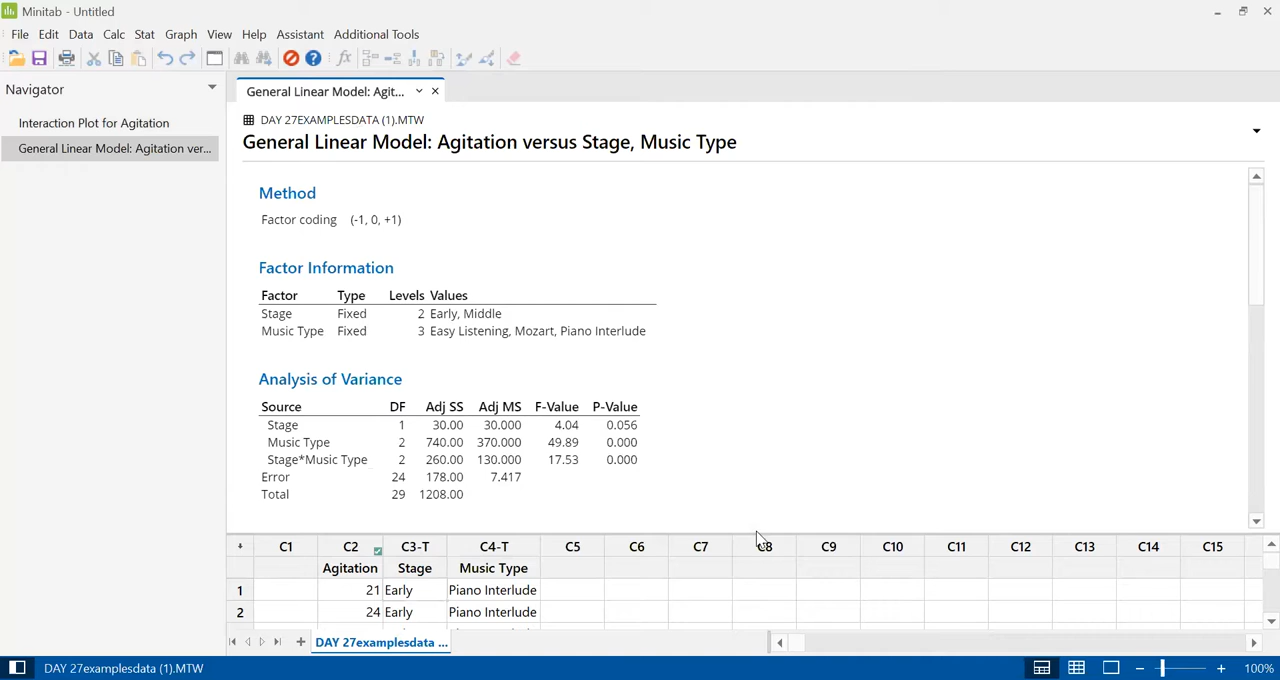 Minitab - Untitled
File Edit Data Calc Stat Graph View Help Assistant Additional Tools
Navigator
Interaction Plot for Agitation
General Linear Model: Agitation ver...
General Linear Model: Agit...
DAY 27EXAMPLESDATA (1).MTW
General Linear Model: Agitation versus Stage, Music Type
Method
Factor coding (-1, 0, +1)
Factor Information
Factor Type Levels Values
Stage Fixed 2 Early, Middle
Music Type Fixed 3 Easy Listening, Mozart, Piano Interlude
Analysis of Variance
Source DF Adj SS Adj MS F-Value P-Value
Stage 1 30.00 30.000 4.04 0.056
Music Type 2 740.00 370.000 49.89 0.000
Stage*Music Type 2 260.00 130.000 17.53 0.000
Error 24 178.00 7.417
Total 29 1208.00
C1 C2 C3-T C4-T C5 C6 C7 C8 C9 C10 C11 C12 C13 C14 C15
Agitation Stage Music Type
1 21 Early Piano Interlude
2 24 Early Piano Interlude
DAY 27examplesdata ...
DAY 27examplesdata (1).MTW
100%